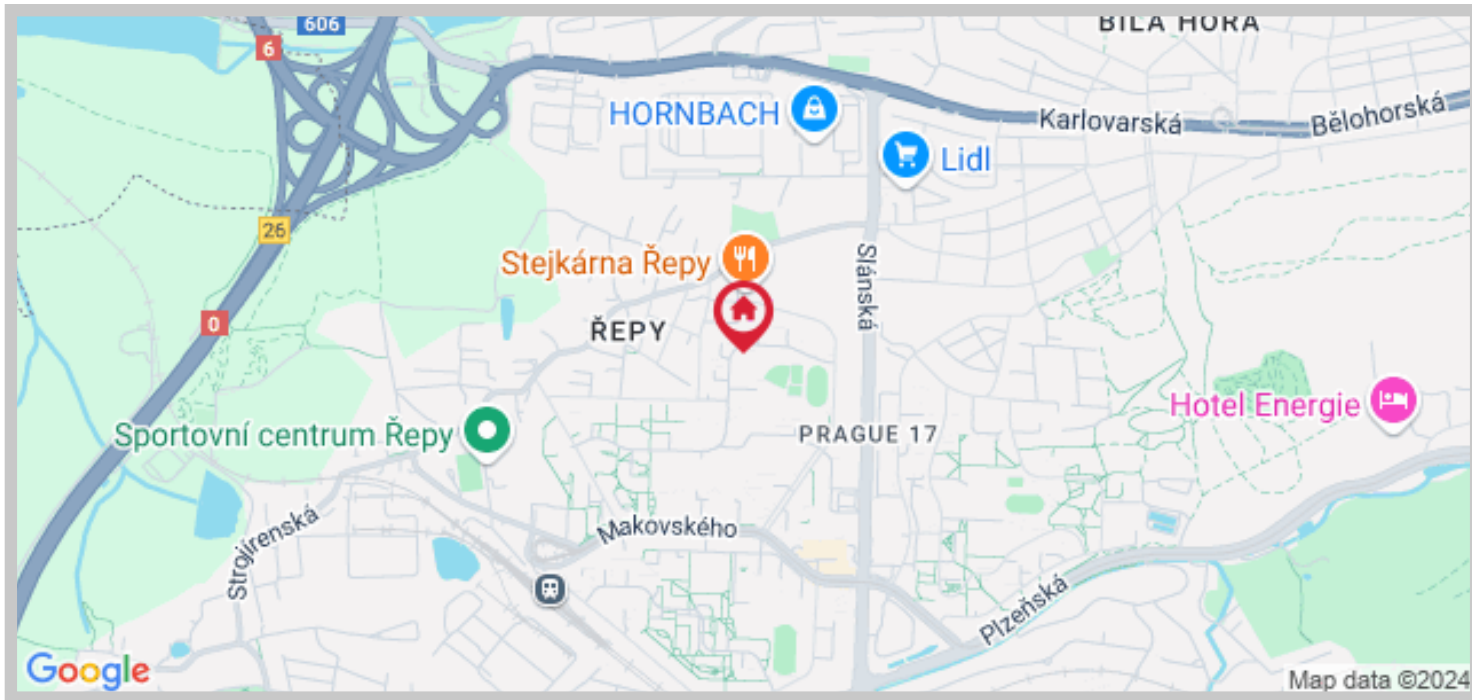 606
BÍLÁ HORA
6
HORNBACH
Karlovarská
Bělohorská
Lidl
26
Stejkárna Řepy
Slánská
0
ŘEPY
Hotel Energie
Sportovní centrum Řepy
PRAGUE 17
Strojírenská
Makovského
Plzeňská
Google
Map data ©2024